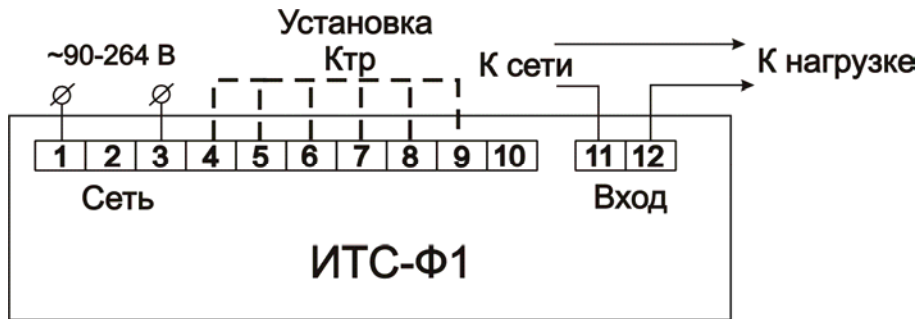 Установка
~90-264 В
Ктр
К сети
К нагрузке
1 2 3 4 5 6 7 8 9 10 11 12
Сеть
Вход
ИТС-Ф1